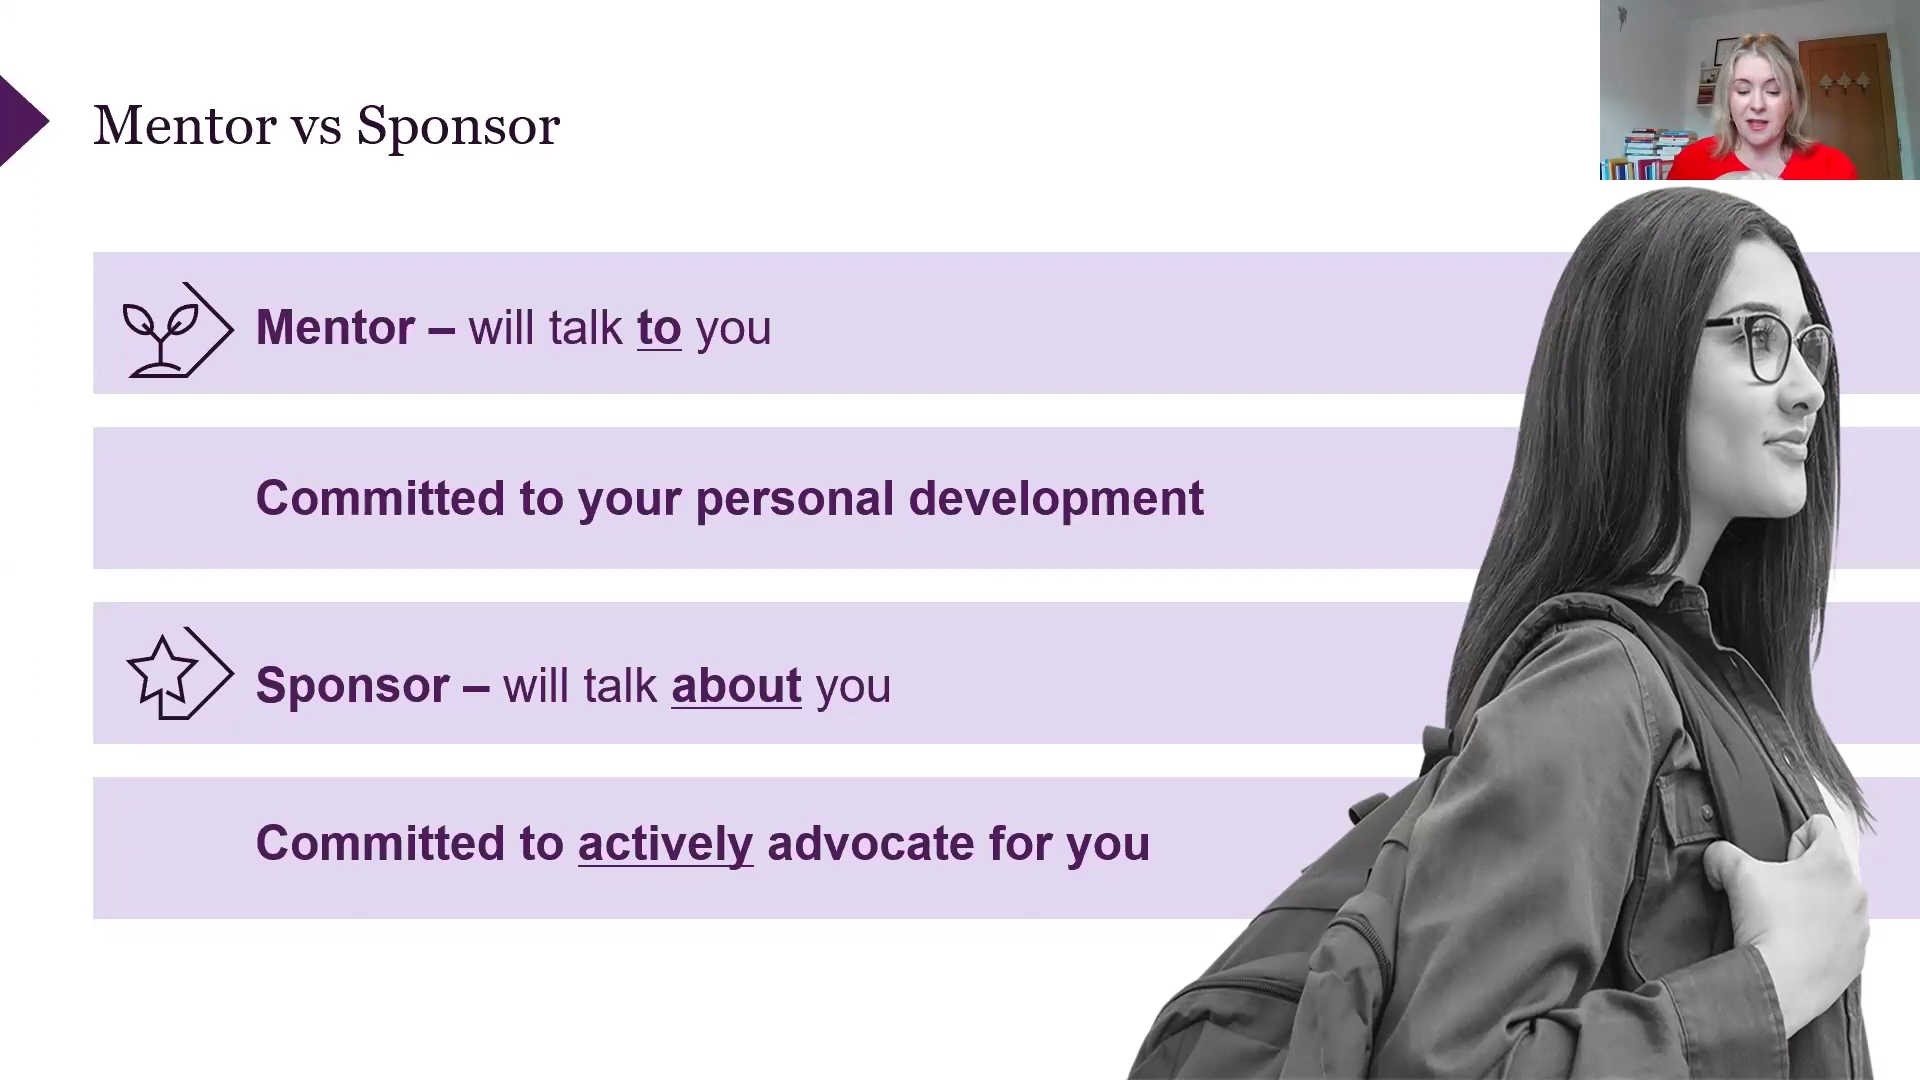 Mentor vs Sponsor
Mentor – will talk to you
Committed to your personal development
Sponsor – will talk about you
Committed to actively advocate for you